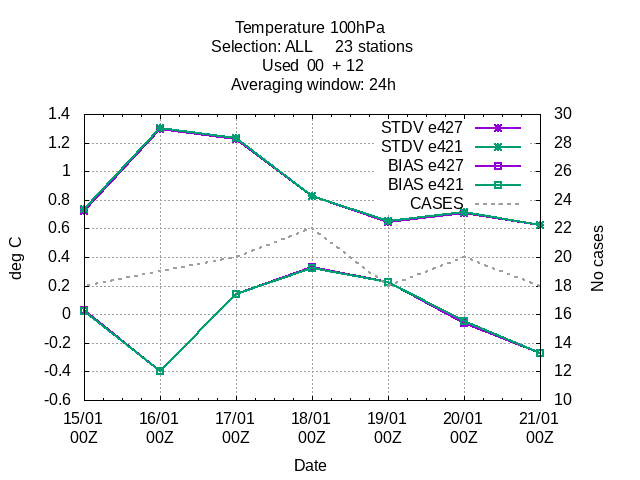 Temperature 100hPa
Selection: ALL 23 stations
Used 00 + 12
Averaging window: 24h
1.4
1.2
1
0.8
0.6
0.4
0.2
0
-0.2
-0.4
-0.6
deg C
STDV e427
STDV e421
BIAS e427
BIAS e421
CASES
30
28
26
24
22
20
18
16
14
12
10
No cases
15/01 16/01 17/01 18/01 19/01 20/01 21/01
00Z 00Z 00Z 00Z 00Z 00Z 00Z
Date